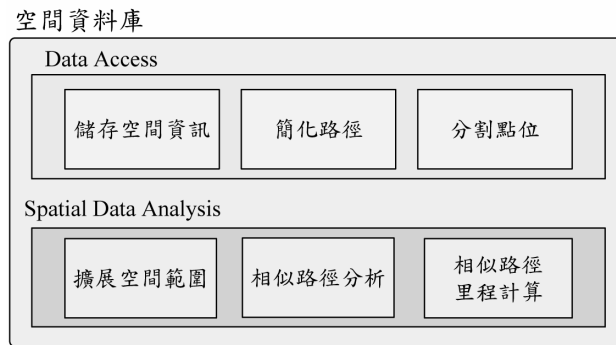 空間資料庫
Data Access
儲存空間資訊
簡化路徑
分割點位
Spatial Data Analysis
擴展空間範圍
相似路徑分析
相似路徑
里程計算